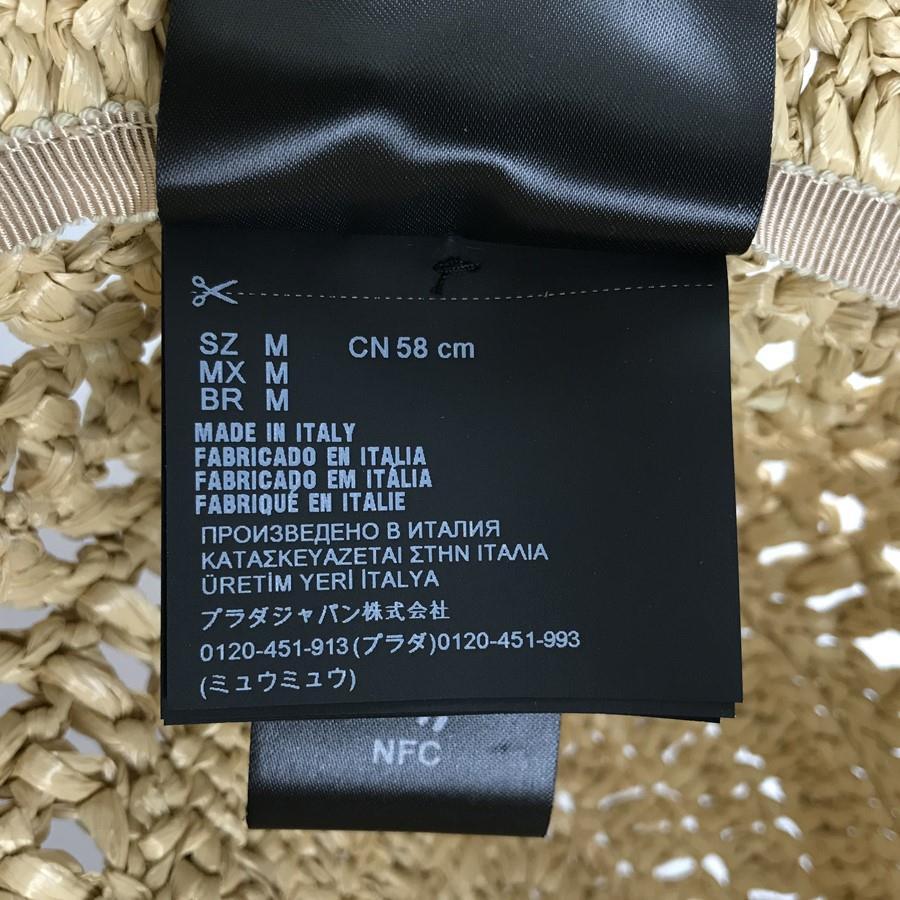 SZ M CN 58 cm
MX M
BR M
MADE IN ITALY
FABRICADO EN ITALIA
FABRICADO EM ITÁLIA
FABRIQUÉ EN ITALIE
ПРОИЗВЕДЕНО В ИТАЛИЯ
ΚΑΤΑΣΚΕΥΑΖΕΤΑΙ ΣΤΗΝ ΙΤΑΛΙΑ
ÜRETİM YERİ İTALYA
プラダジャパン株式会社
0120-451-913(プラダ)0120-451-993
(ミュウミュウ)
NFC